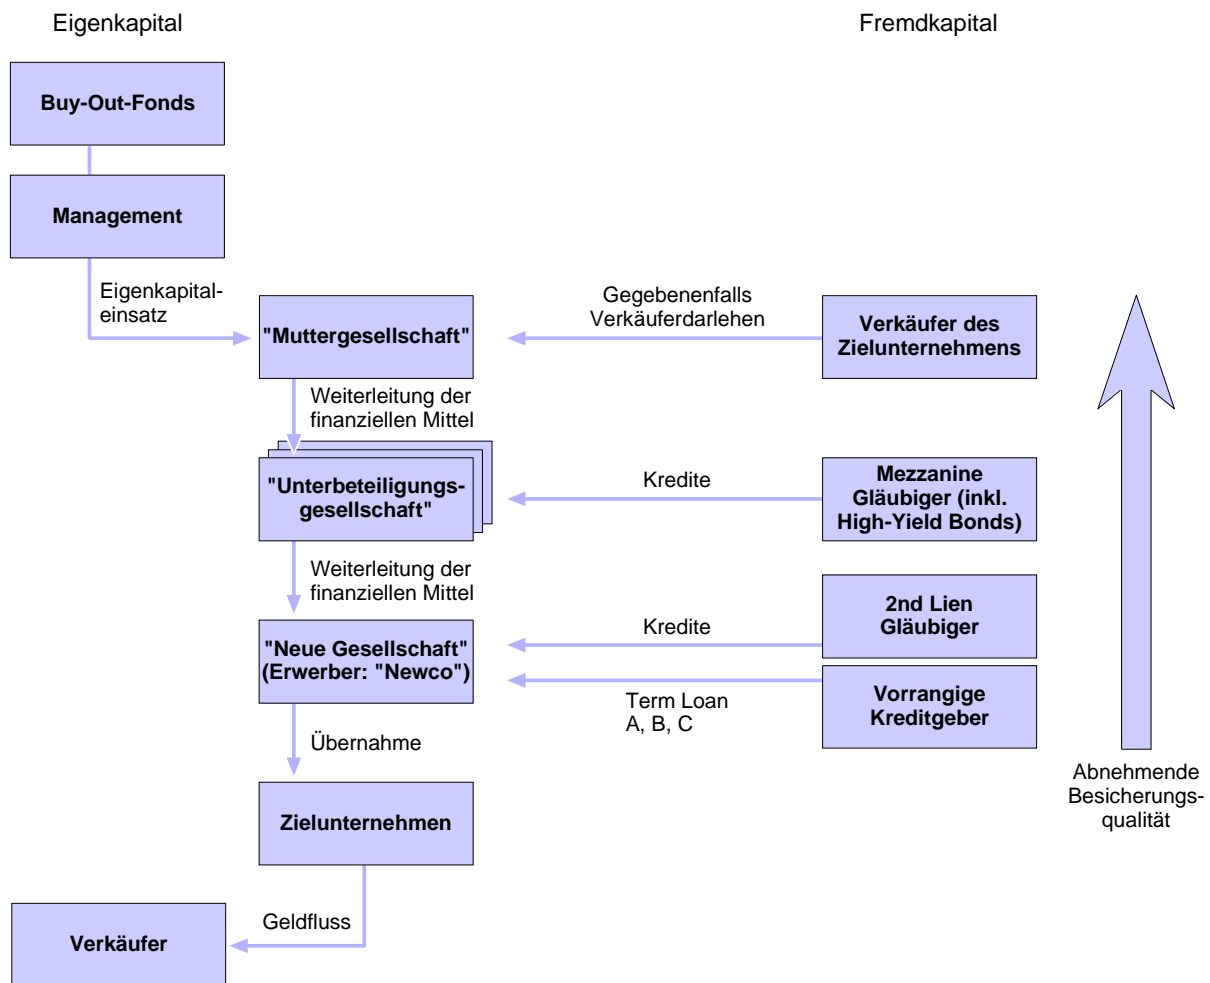 Eigenkapital
Fremdkapital
Buy-Out-Fonds
Management
Eigenkapital-
einsatz
"Muttergesellschaft"
Gegebenenfalls
Verkäuferdarlehen
Verkäufer des
Zielunternehmens
Weiterleitung der
finanziellen Mittel
"Unterbeteiligungs-
gesellschaft"
Kredite
Mezzanine
Gläubiger (inkl.
High-Yield Bonds)
Weiterleitung der
finanziellen Mittel
"Neue Gesellschaft"
(Erwerber: "Newco")
Kredite
2nd Lien
Gläubiger
Term Loan
A, B, C
Vorrangige
Kreditgeber
Übernahme
Abnehmende
Besicherungs-
qualität
Zielunternehmen
Geldfluss
Verkäufer